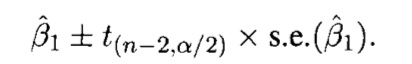 β̂₁ ± t₍ₙ₋₂,α/₂₎ × s.e.(β̂₁).